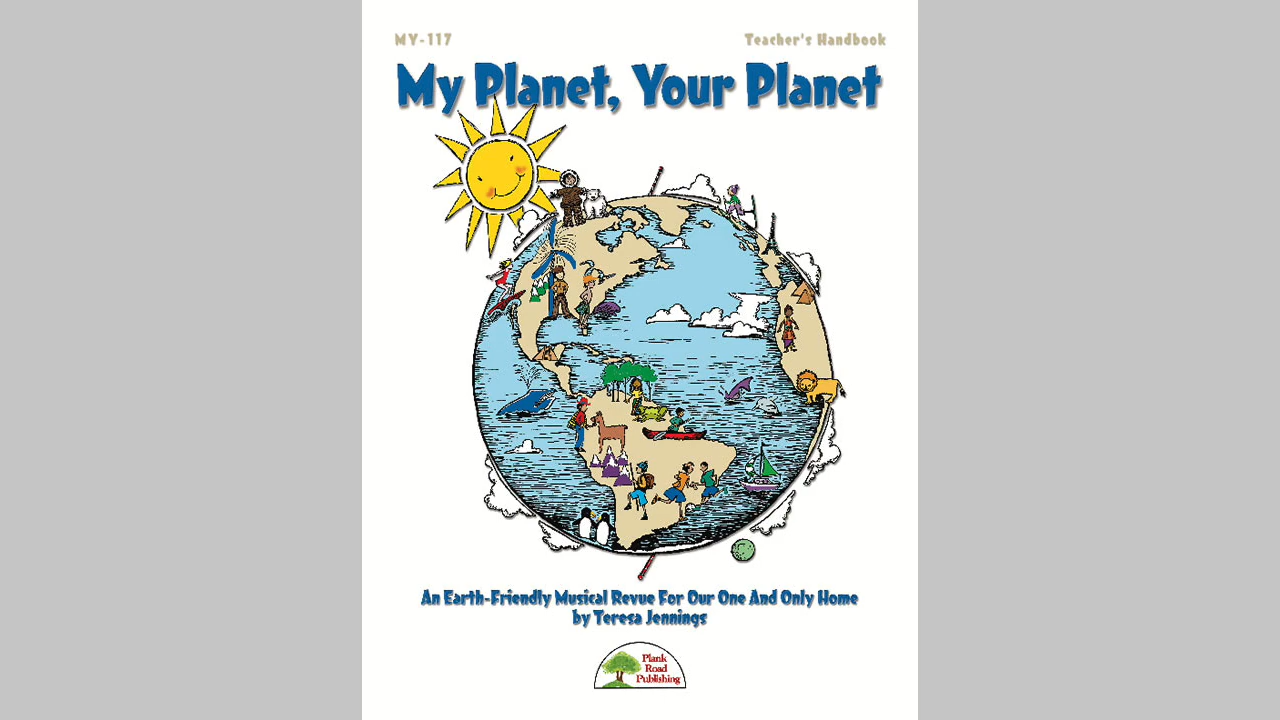 MY-117
Teacher's Handbook
My Planet, Your Planet
An Earth-Friendly Musical Revue For Our One And Only Home
by Teresa Jennings
Plank
Road
Publishing